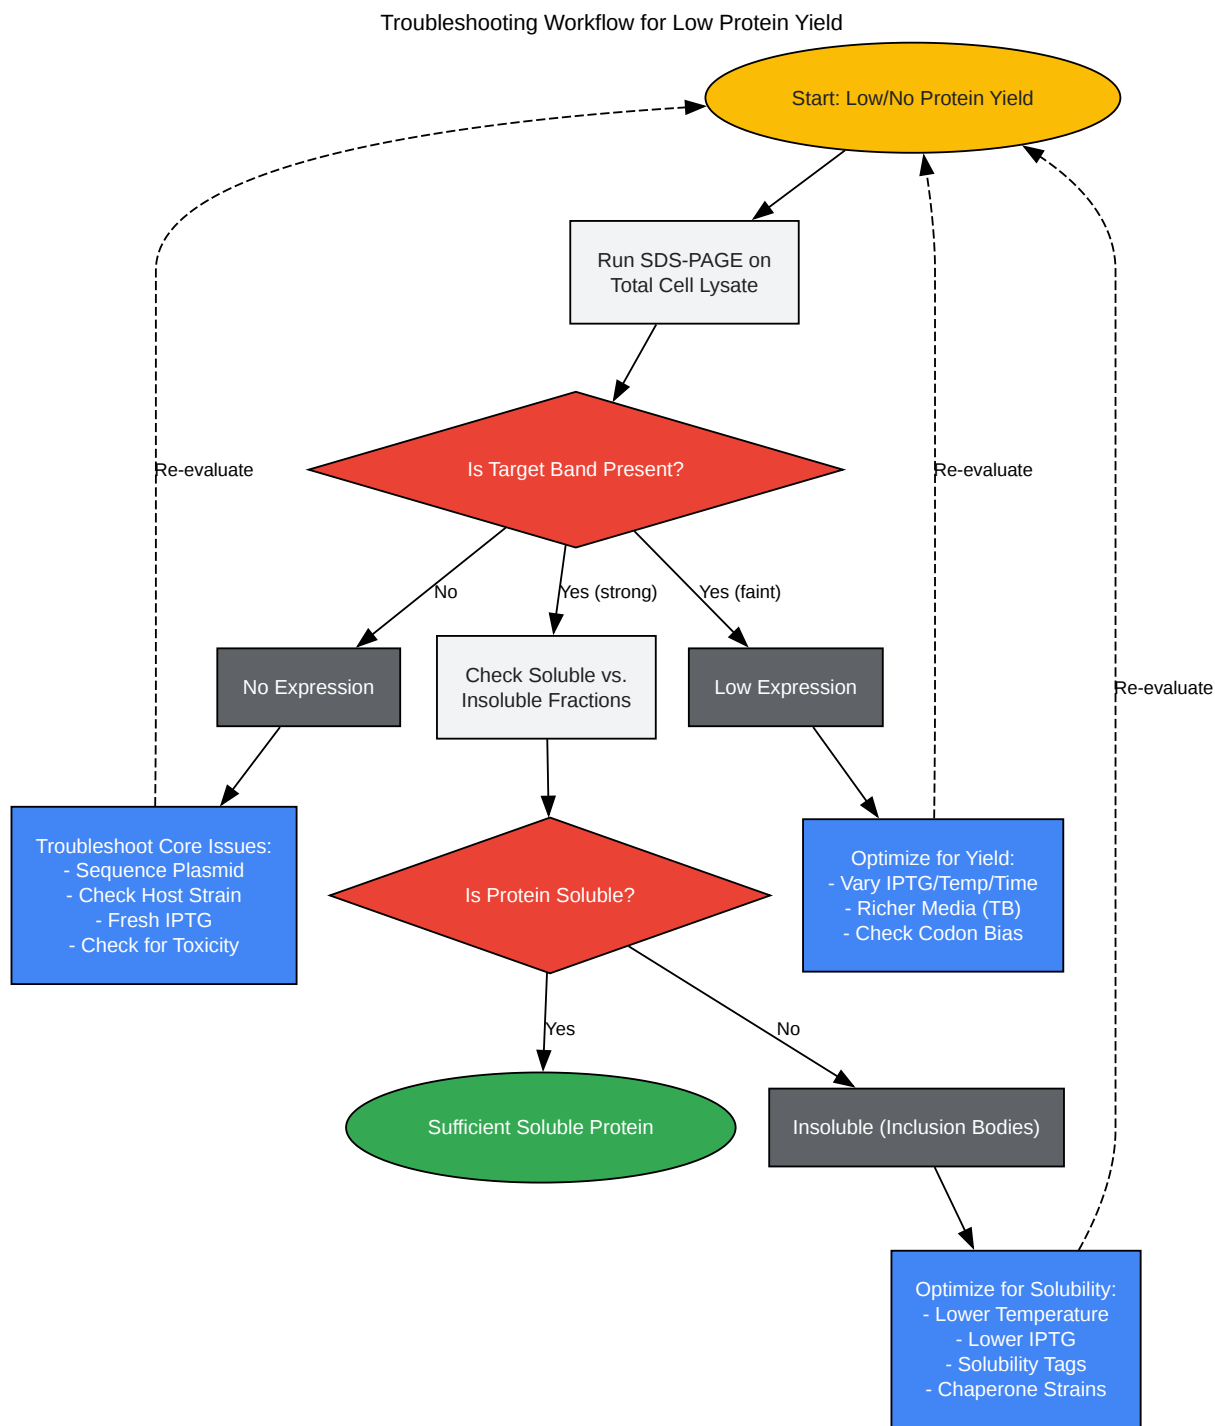 Troubleshooting Workflow for Low Protein Yield
Start: Low/No Protein Yield
Run SDS-PAGE on
Total Cell Lysate
Is Target Band Present?
Re-evaluate
Re-evaluate
No
Yes (strong)
Yes (faint)
No Expression
Check Soluble vs.
Insoluble Fractions
Low Expression
Re-evaluate
Troubleshoot Core Issues:
- Sequence Plasmid
- Check Host Strain
- Fresh IPTG
- Check for Toxicity
Is Protein Soluble?
Optimize for Yield:
- Vary IPTG/Temp/Time
- Richer Media (TB)
- Check Codon Bias
Yes
No
Sufficient Soluble Protein
Insoluble (Inclusion Bodies)
Optimize for Solubility:
- Lower Temperature
- Lower IPTG
- Solubility Tags
- Chaperone Strains